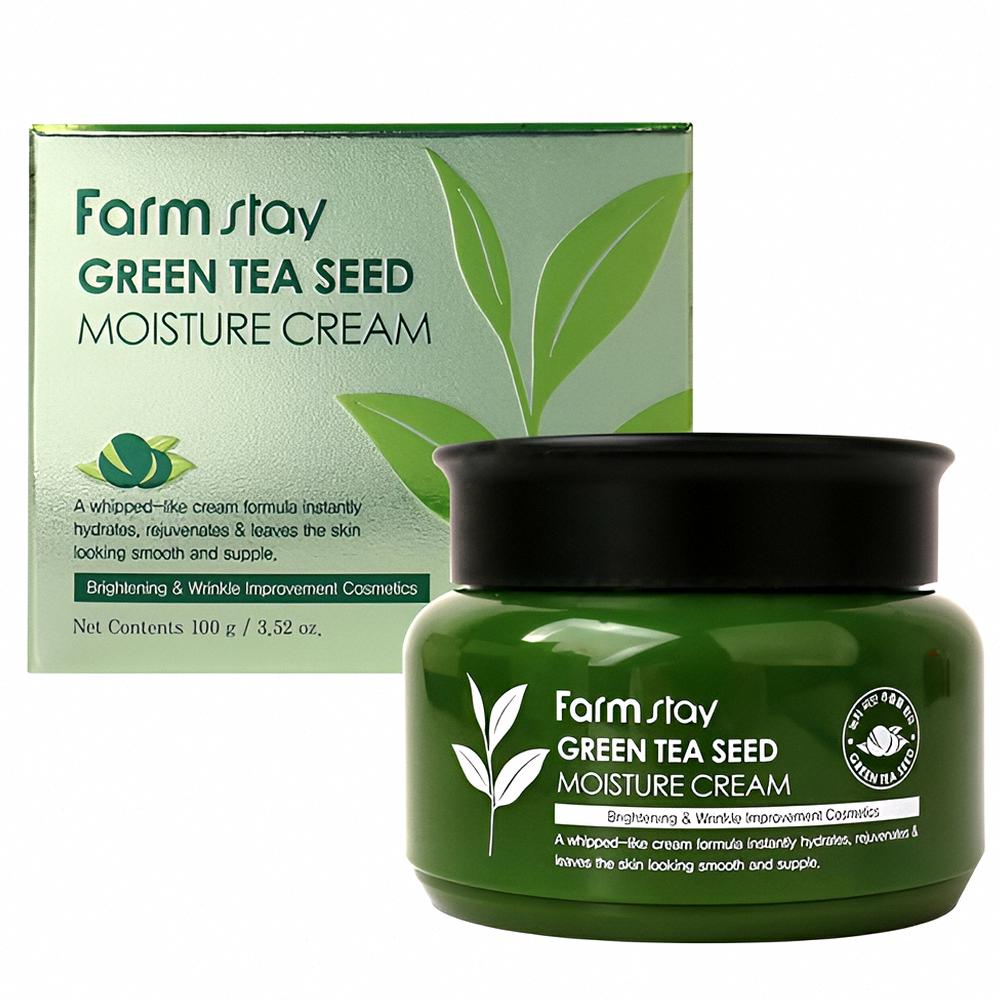 Farm stay
GREEN TEA SEED
MOISTURE CREAM
A whipped-like cream formula instantly
hydrates, rejuvenates & leaves the skin
looking smooth and supple.
Brightening & Wrinkle Improvement Cosmetics
Net Contents 100 g / 3.52 oz.
Farm stay
GREEN TEA SEED
MOISTURE CREAM
Brightening & Wrinkle Improvement Cosmetics
A whipped-like cream formula instantly hydrates, rejuvenates &
leaves the skin looking smooth and supple.
GREEN TEA SEED